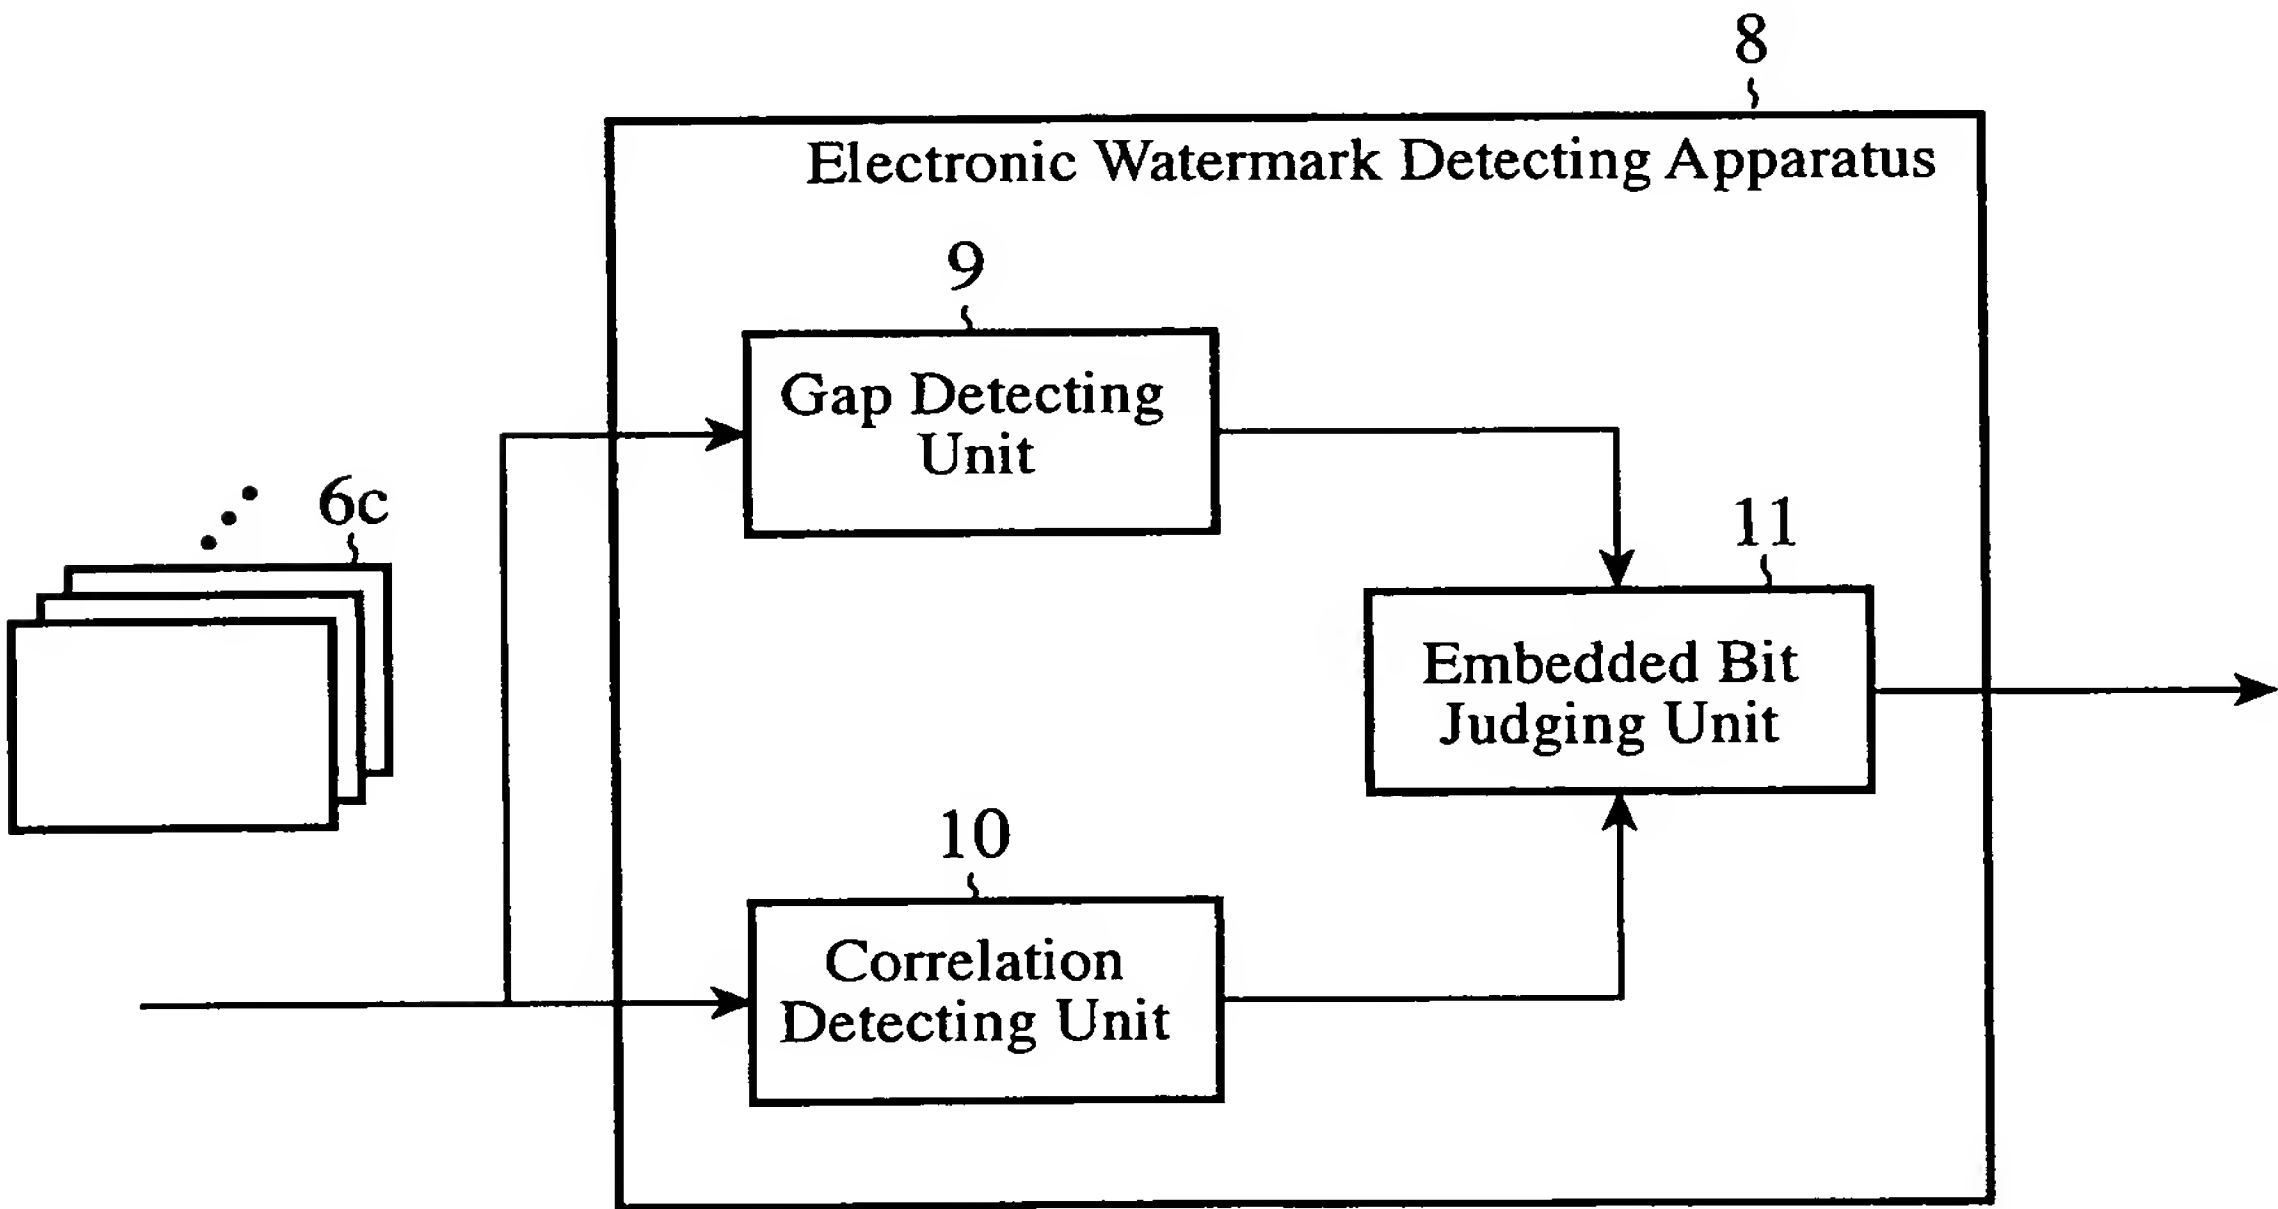 8
Electronic Watermark Detecting Apparatus
9
Gap Detecting
Unit
6c
11
Embedded Bit
Judging Unit
10
Correlation
Detecting Unit